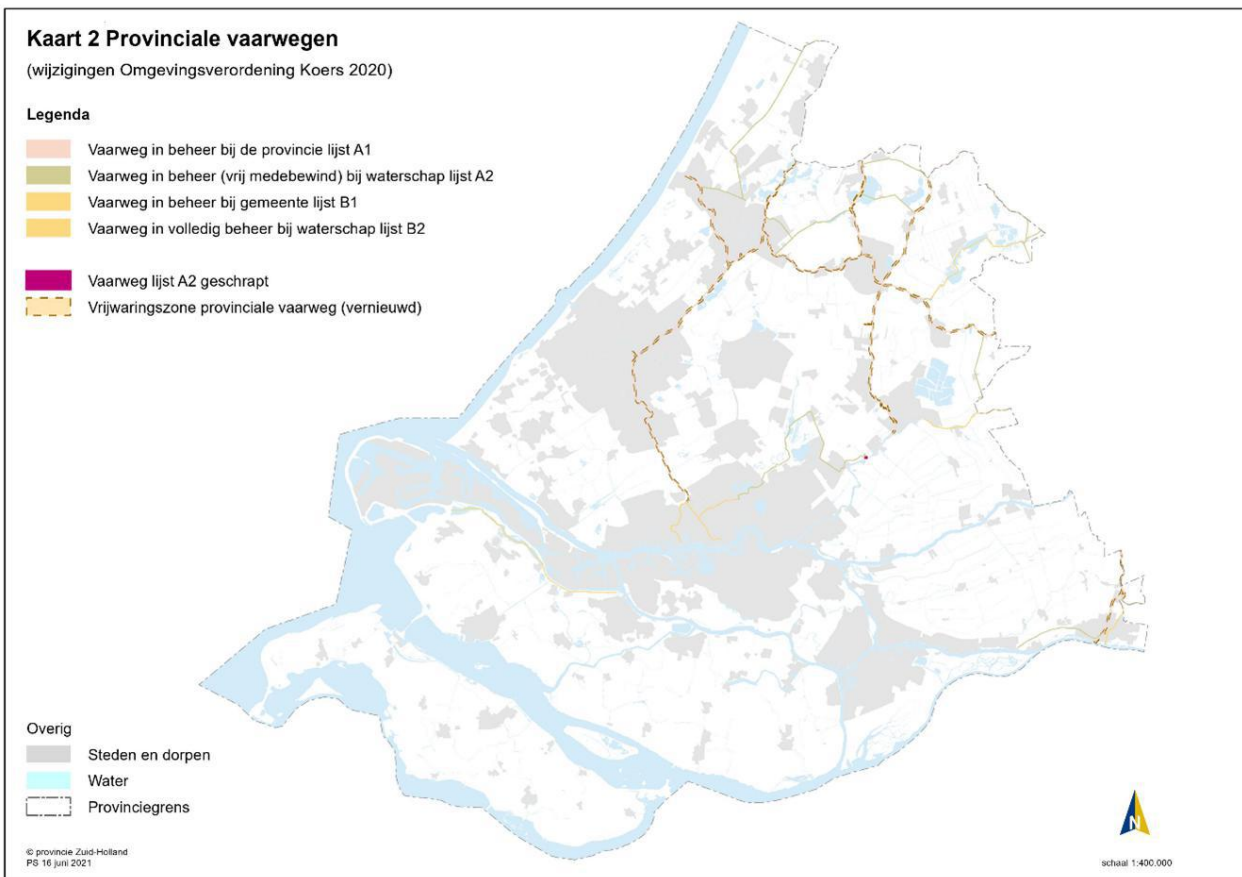 Kaart 2 Provinciale vaarwegen
(wijzigingen Omgevingsverordening Koers 2020)
Legenda
Vaarweg in beheer bij de provincie lijst A1
Vaarweg in beheer (vrij medebewind) bij waterschap lijst A2
Vaarweg in beheer bij gemeente lijst B1
Vaarweg in volledig beheer bij waterschap lijst B2
Vaarweg lijst A2 geschrapt
Vrijwaringszone provinciale vaarweg (vernieuwd)
Overig
Steden en dorpen
Water
Provinciegrens
© provincie Zuid-Holland
PS 16 juni 2021
N
schaal 1:400.000